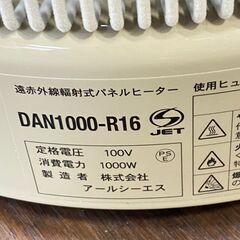 遠赤外線輻射式パネルヒーター
使用ヒュ
DAN1000-R16
S
JET
定格電圧：100V
消費電力：1000W
製造者：株式会社
アールシーエス
PS
E